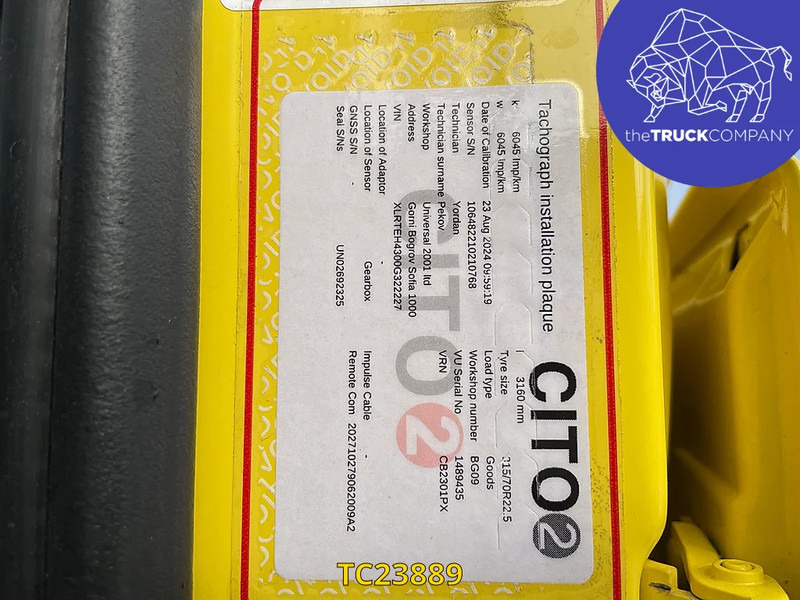 theTRUCKCOMPANY
Tachograph installation plaque
CITO2
k 6045 Imp/km l 3160 mm
w 6045 Imp/km Tyre size 315/70R22.5
Date of Calibration 23 Aug 2024 09:59:19 Load type Goods
Sensor S/N 106482210210768 Workshop number BG09
Technician Yordan VU Serial No 1489435
Technician surname Pekov VRN CB2301PX
Workshop Universal 2001 ltd
Address Gorni Bogrov Sofia 1000
VIN XLRTEH4300G322227
Location of Adaptor -
Location of Sensor Gearbox Impulse Cable -
GNSS S/N - Remote Com 202710279062009A2
Seal S/Ns UN02692325
CITO2
TC23889